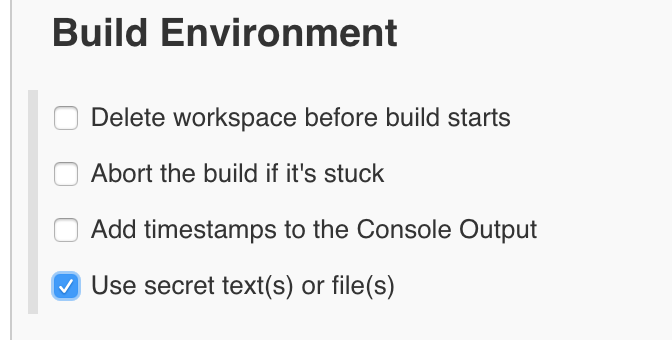 Build Environment
Delete workspace before build starts
Abort the build if it's stuck
Add timestamps to the Console Output
Use secret text(s) or file(s)